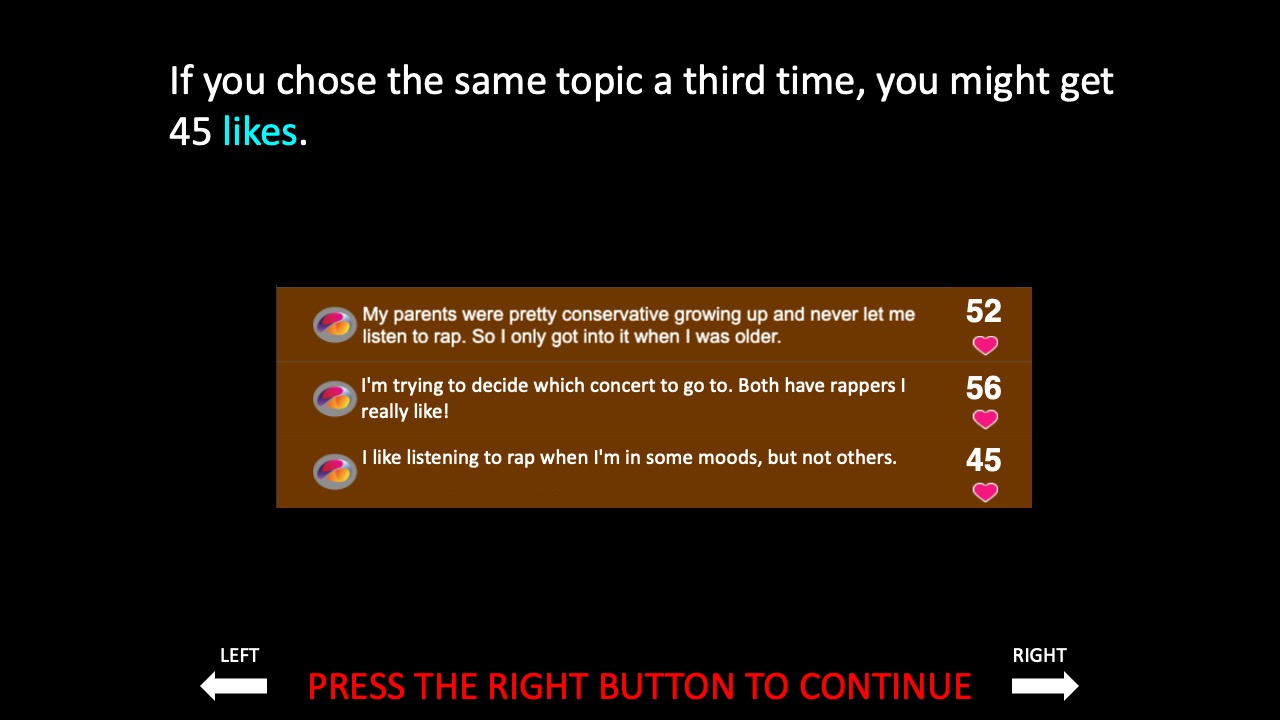 If you chose the same topic a third time, you might get
45 likes.
My parents were pretty conservative growing up and never let me
listen to rap. So I only got into it when I was older.
52
I'm trying to decide which concert to go to. Both have rappers I
really like!
56
I like listening to rap when I'm in some moods, but not others.
45
LEFT
RIGHT
PRESS THE RIGHT BUTTON TO CONTINUE